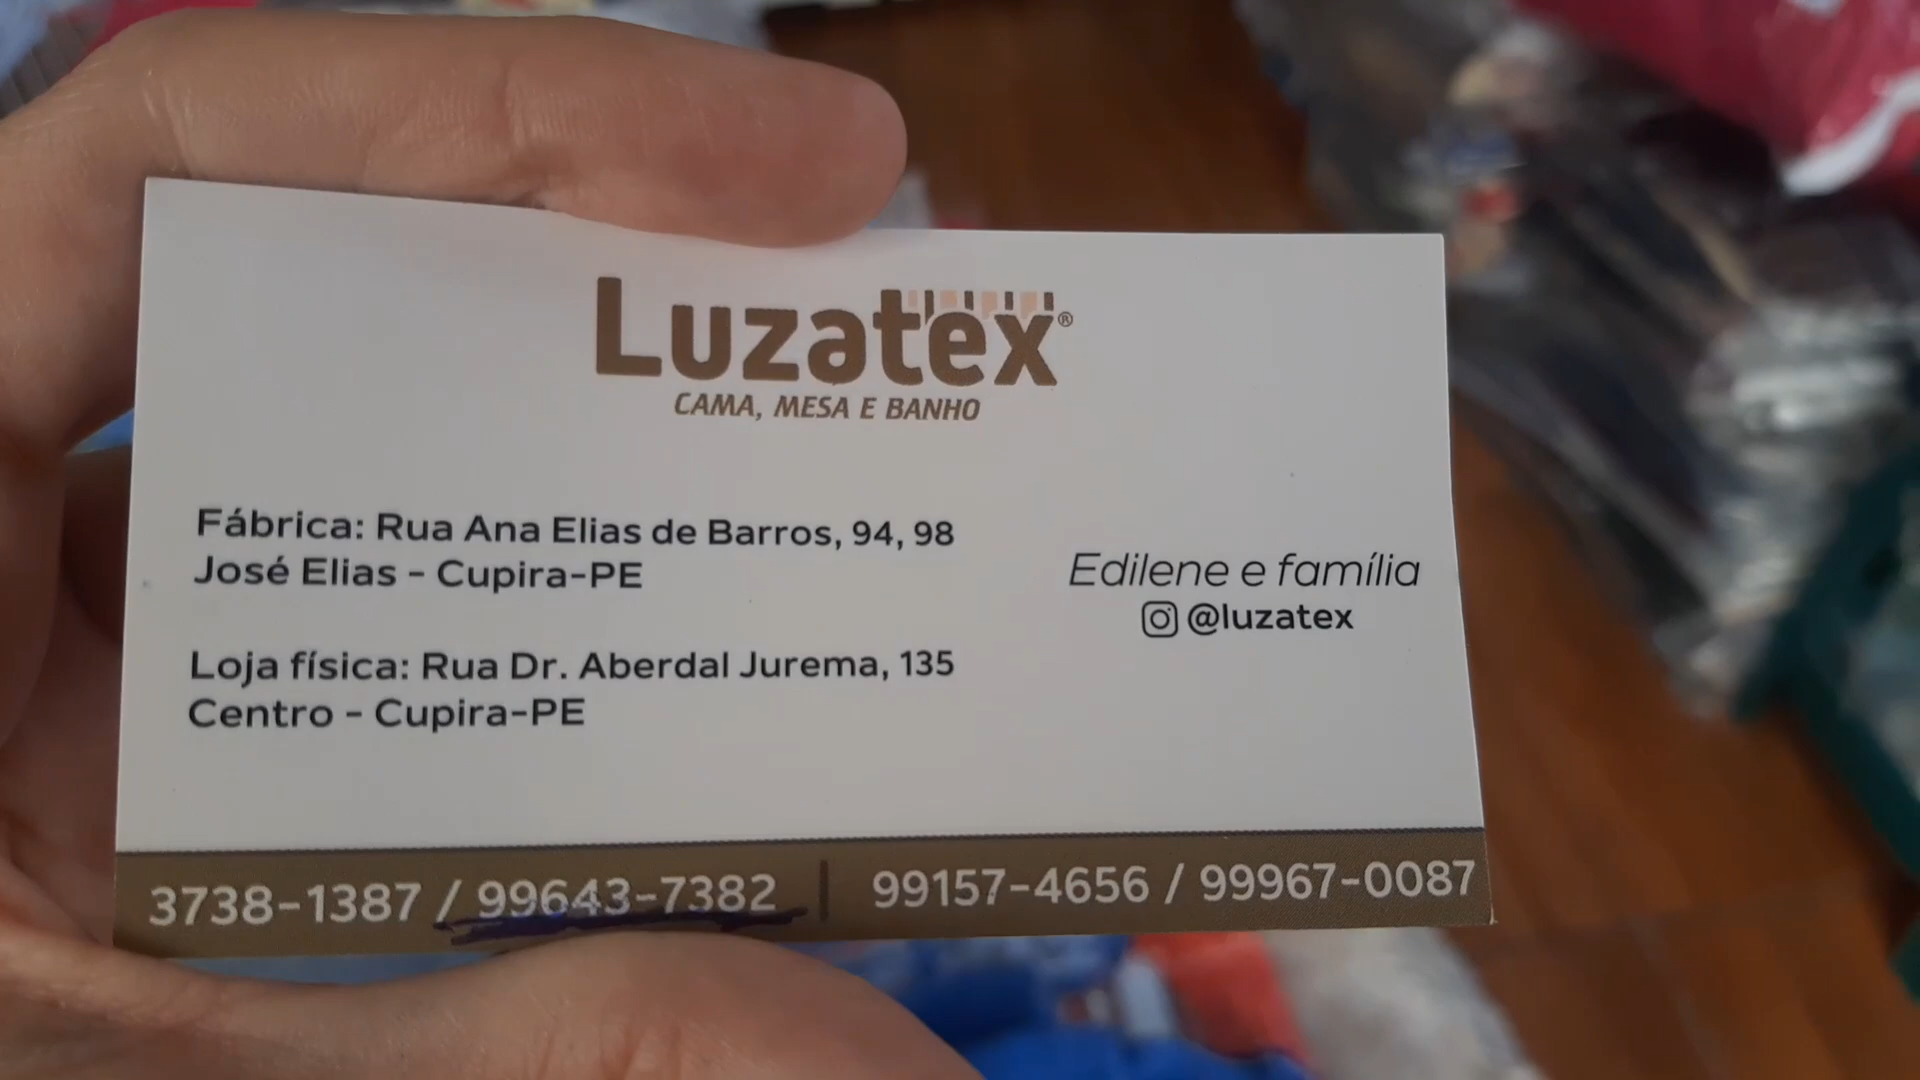 Luzatex®
CAMA, MESA E BANHO
Fábrica: Rua Ana Elias de Barros, 94, 98
José Elias - Cupira-PE
Loja física: Rua Dr. Aberdal Jurema, 135
Centro - Cupira-PE
Edilene e família
@luzatex
3738-1387 / 99643-7382 | 99157-4656 / 99967-0087